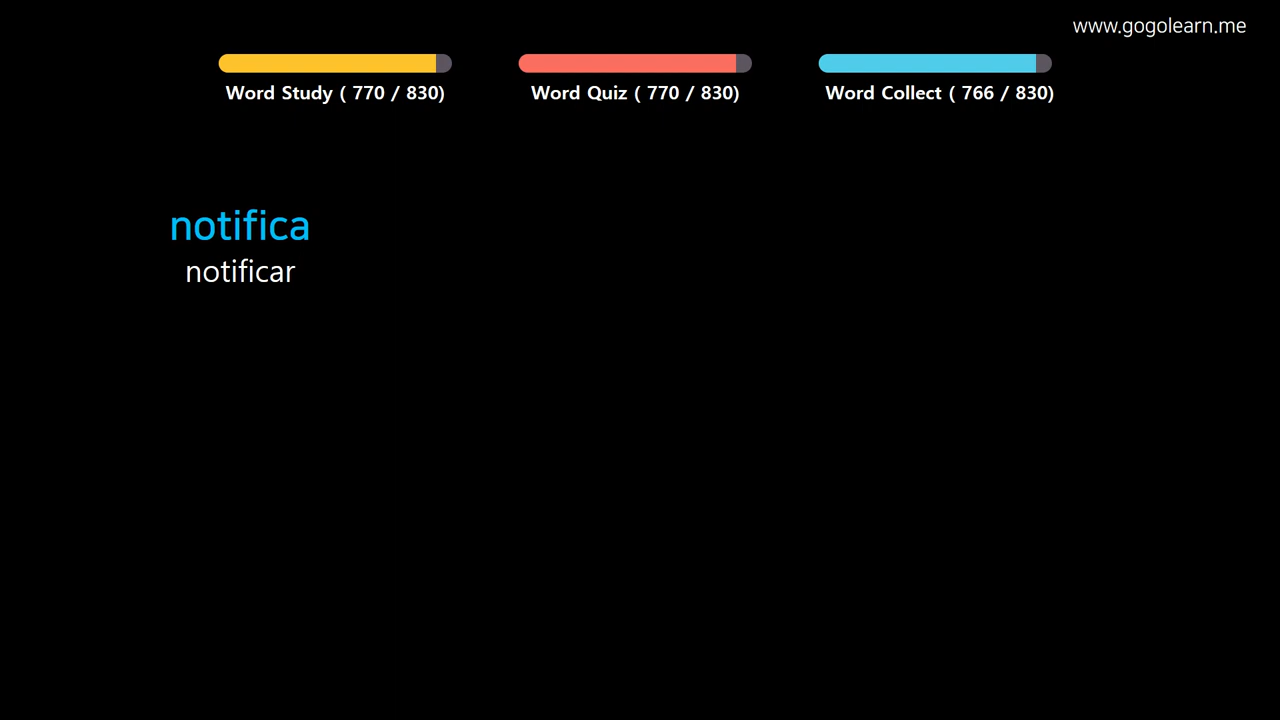 www.gogolearn.me
Word Study ( 770 / 830)
Word Quiz ( 770 / 830)
Word Collect ( 766 / 830)
notifica
notificar